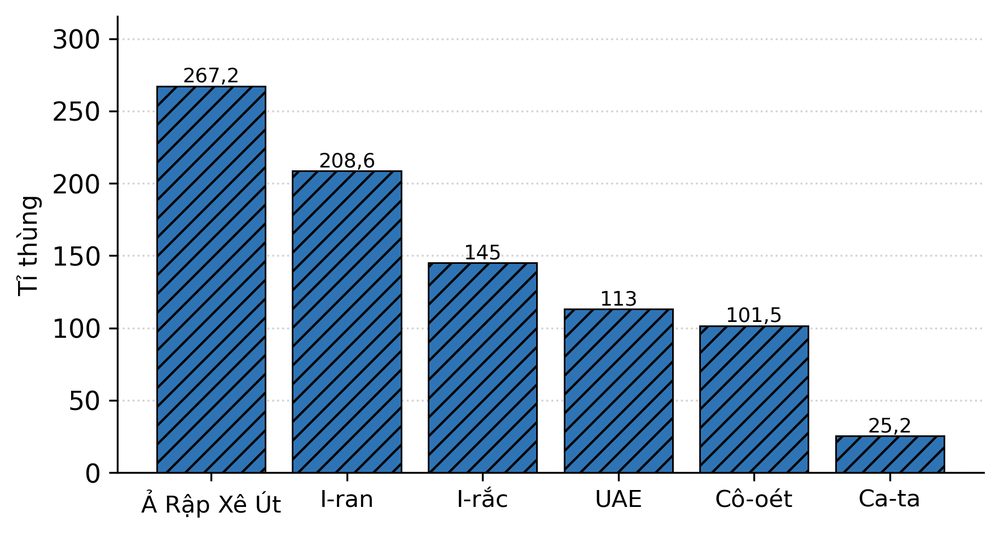 Tỉ thùng
300
250
200
150
100
50
0
267,2
208,6
145
113
101,5
25,2
Ả Rập Xê Út
I-ran
I-rắc
UAE
Cô-oét
Ca-ta